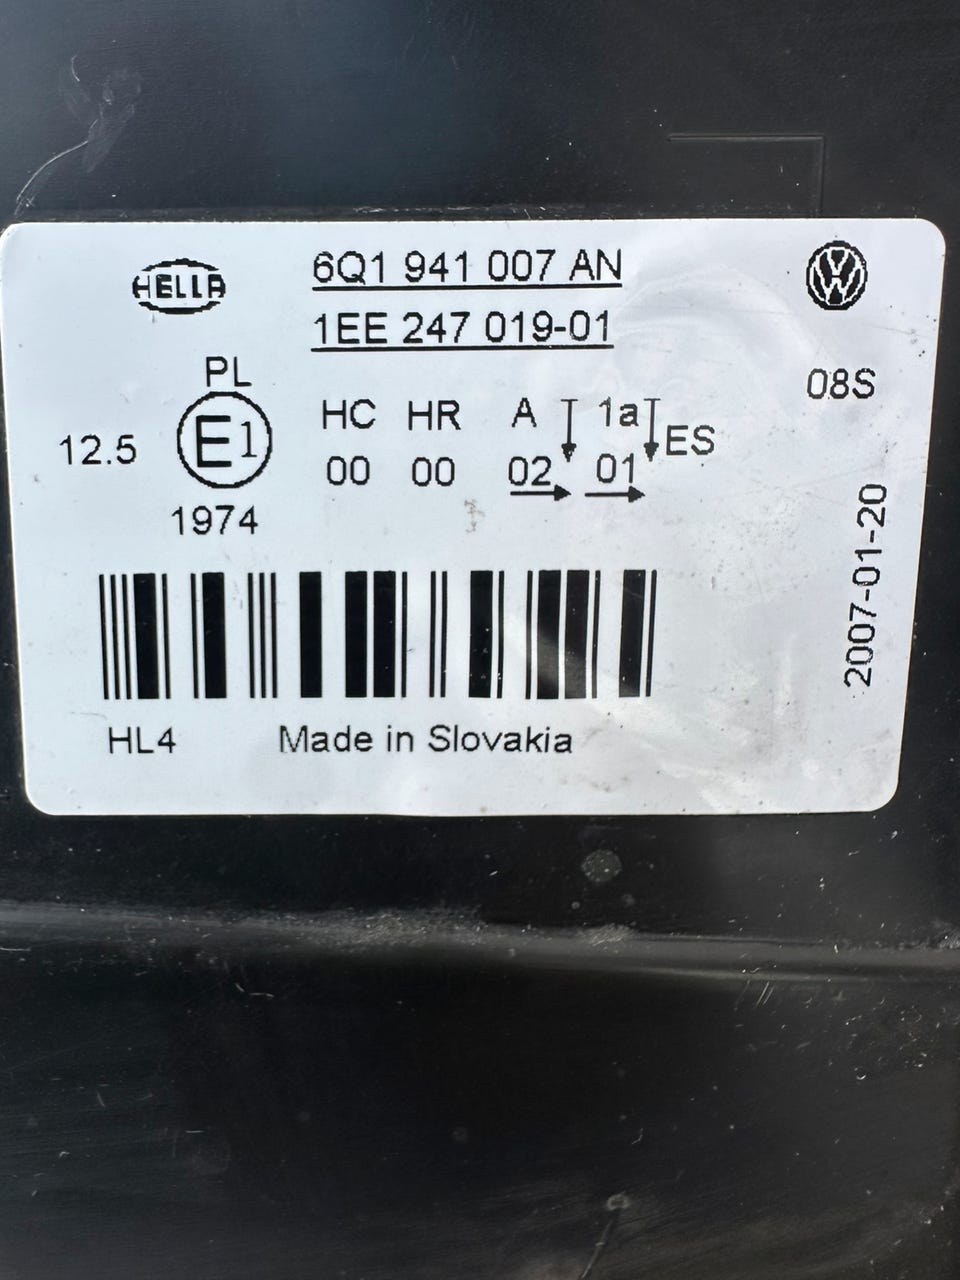 HELLA
6Q1 941 007 AN
1EE 247 019-01
08S
PL
12.5 E1 HC HR A 1a ES
00 00 02 01
1974
2007-01-20
HL4 Made in Slovakia